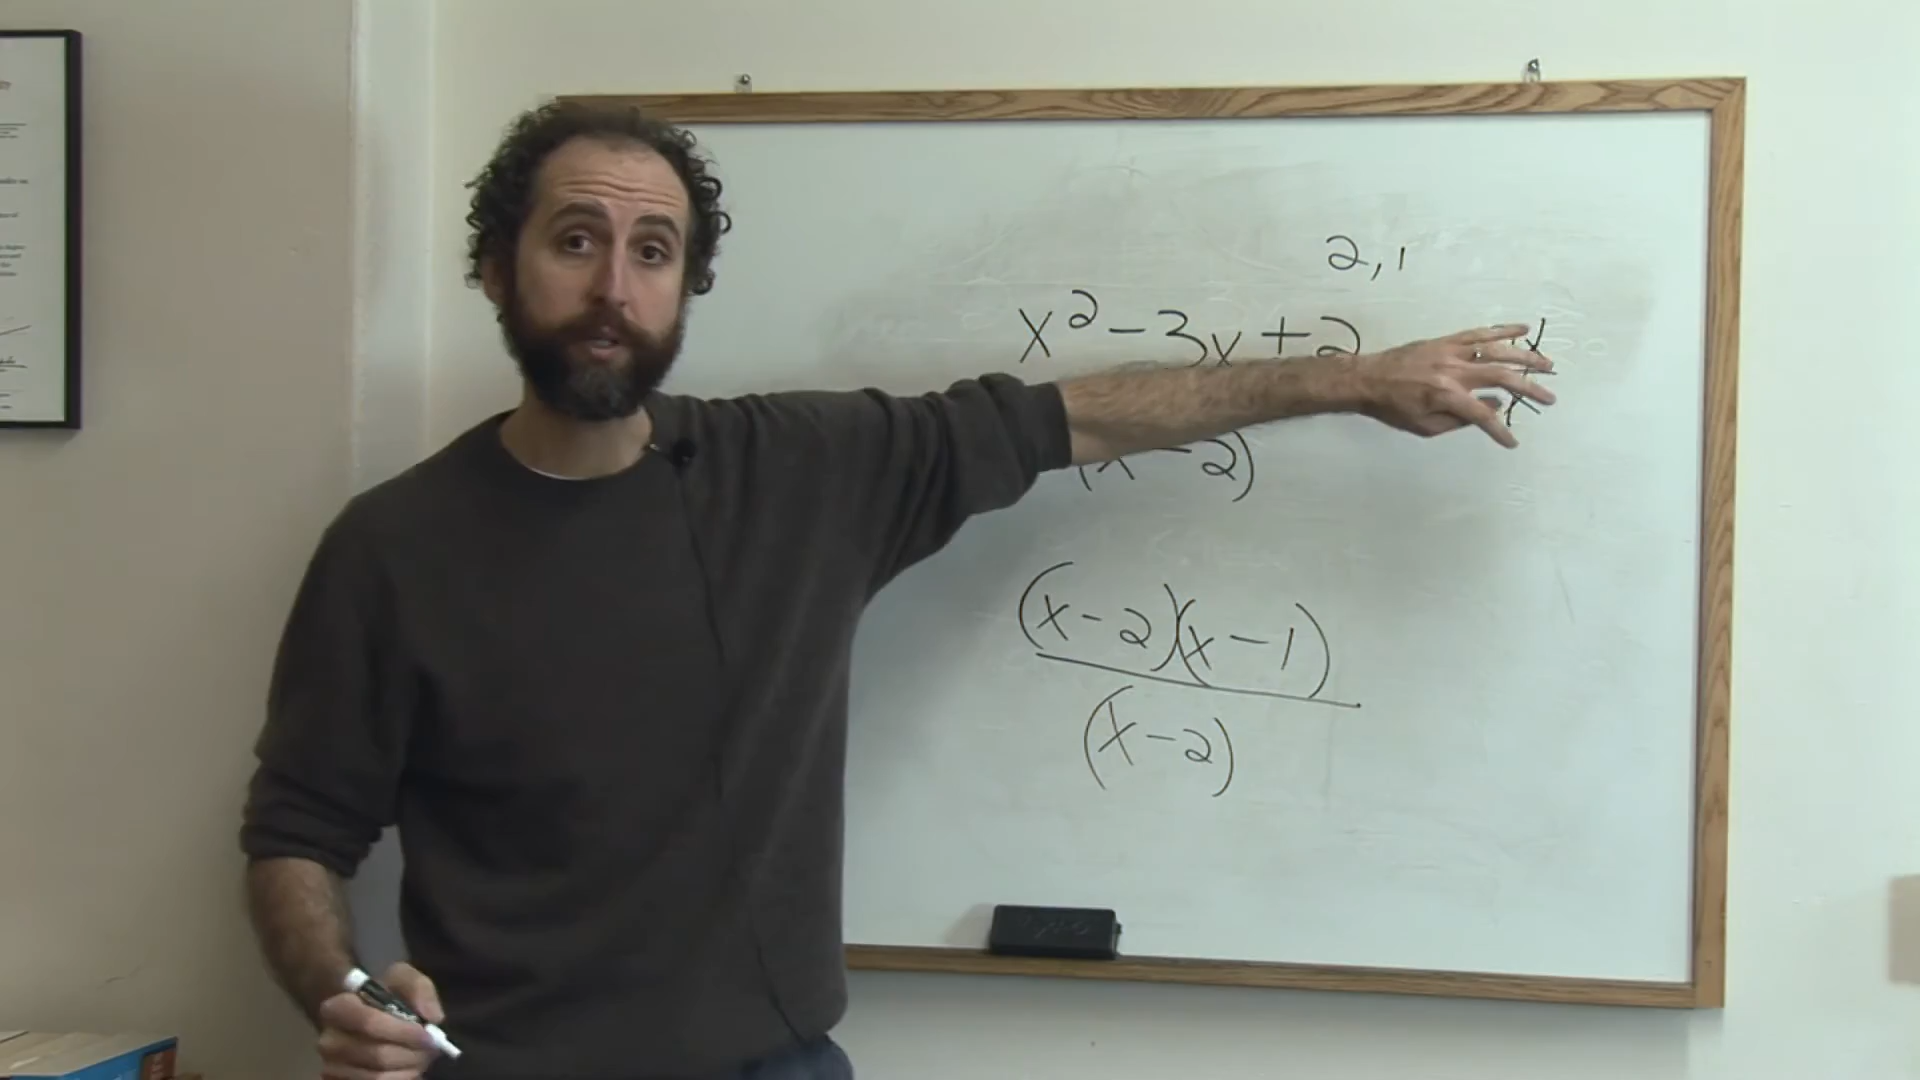 2, 1
x² - 3x + 2
x
(x - 2)
(x - 2)(x - 1)
(x - 2)